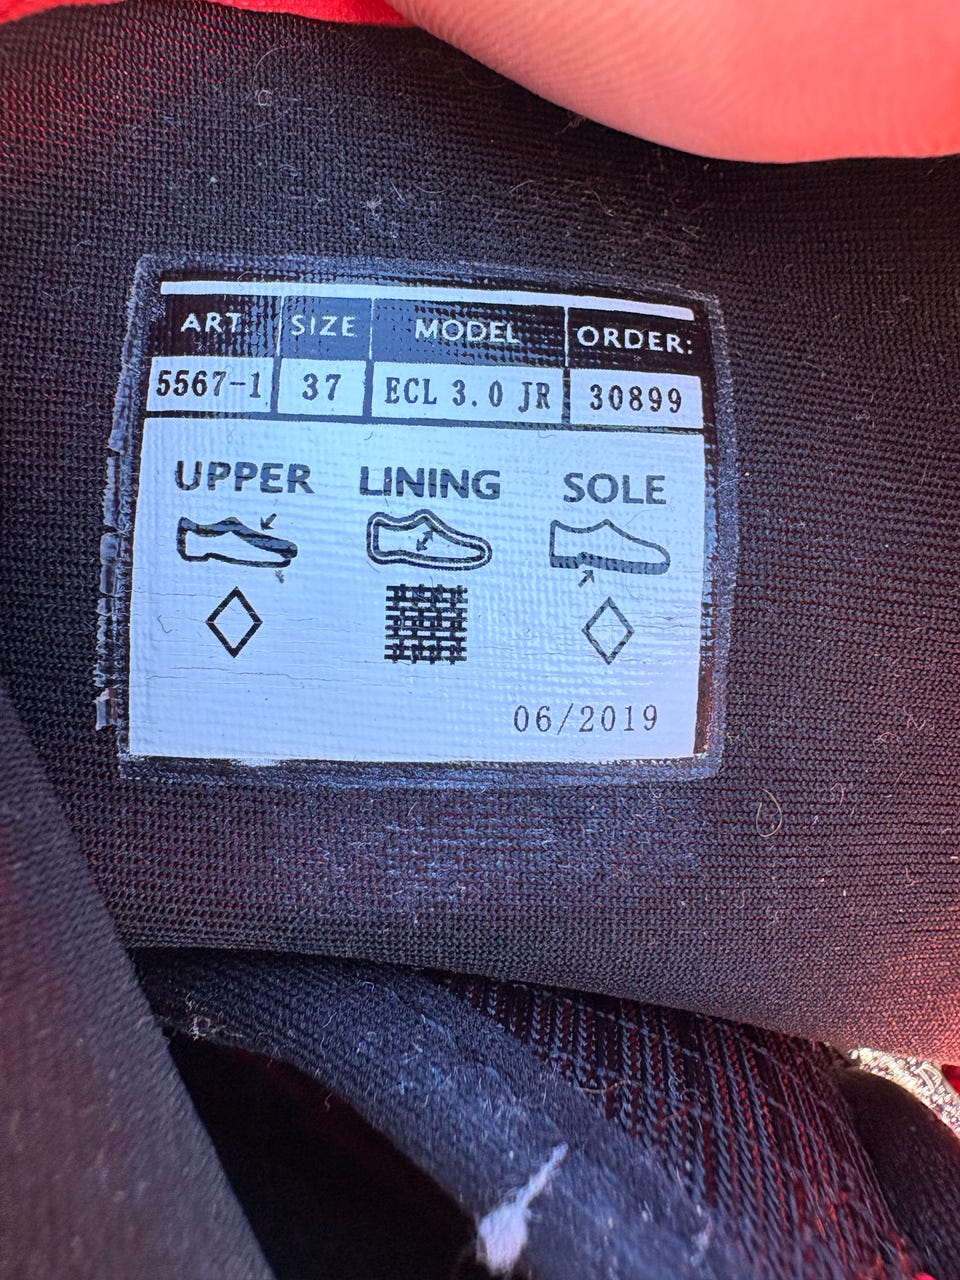 ART. SIZE MODEL ORDER:
5567-1 37 ECL 3.0 JR 30899
UPPER LINING SOLE
06/2019